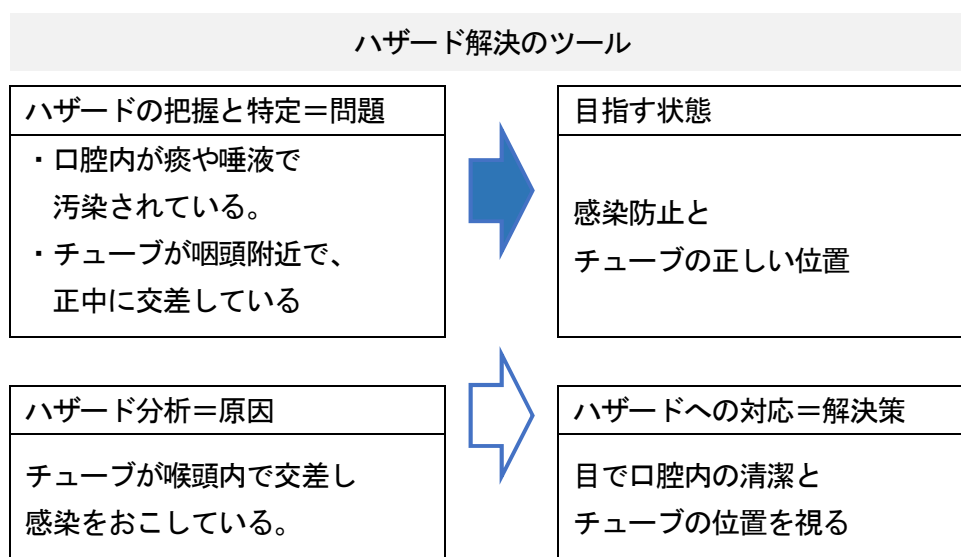 ハザード解決のツール
ハザードの把握と特定＝問題
・口腔内が痰や唾液で
汚染されている。
・チューブが咽頭附近で、
正中に交差している
目指す状態
感染防止と
チューブの正しい位置
ハザード分析＝原因
チューブが喉頭内で交差し
感染をおこしている。
ハザードへの対応＝解決策
目で口腔内の清潔と
チューブの位置を視る